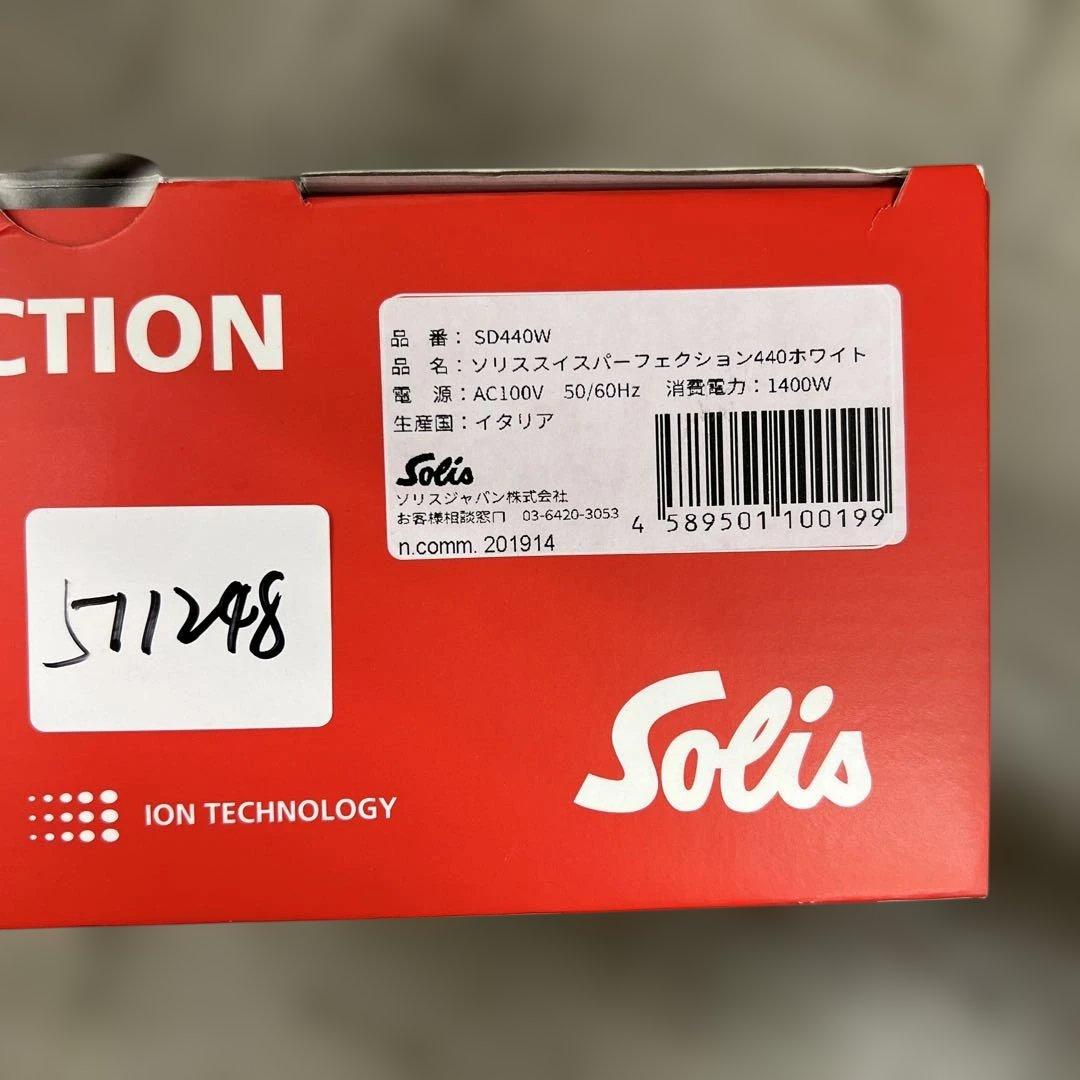 CTION
品 番： SD440W
品 名：ソリススイスパーフェクション440ホワイト
電 源：AC100V 50/60Hz 消費電力：1400W
生産国：イタリア
Solis
ソリスジャパン株式会社
お客様相談窓口 03-6420-3053
4 589501 100199
n.comm. 201914
571248
Solis
ION TECHNOLOGY